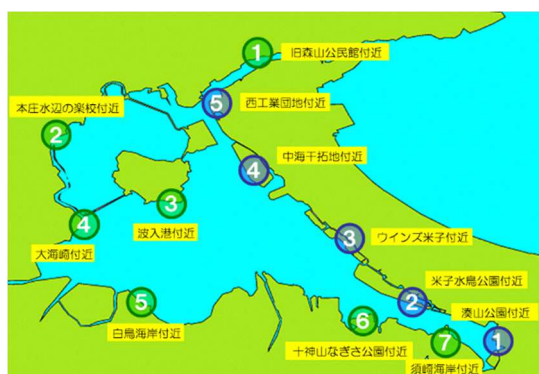 1
旧森山公民館付近
5
西工業団地付近
本庄水辺の楽校付近
2
4
中海干拓地付近
3
波入港付近
4
大海崎付近
3
ウインズ米子付近
米子水鳥公園付近
2
湊山公園付近
1
5
白鳥海岸付近
6
十神山なぎさ公園付近
7
須崎海岸付近